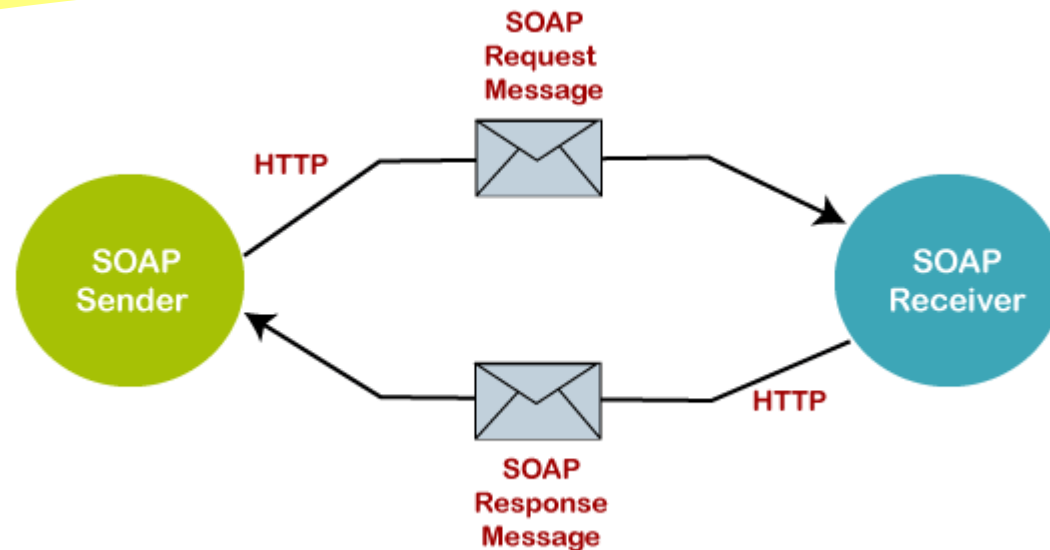 SOAP
Request
Message
HTTP
SOAP
Sender
SOAP
Receiver
HTTP
SOAP
Response
Message